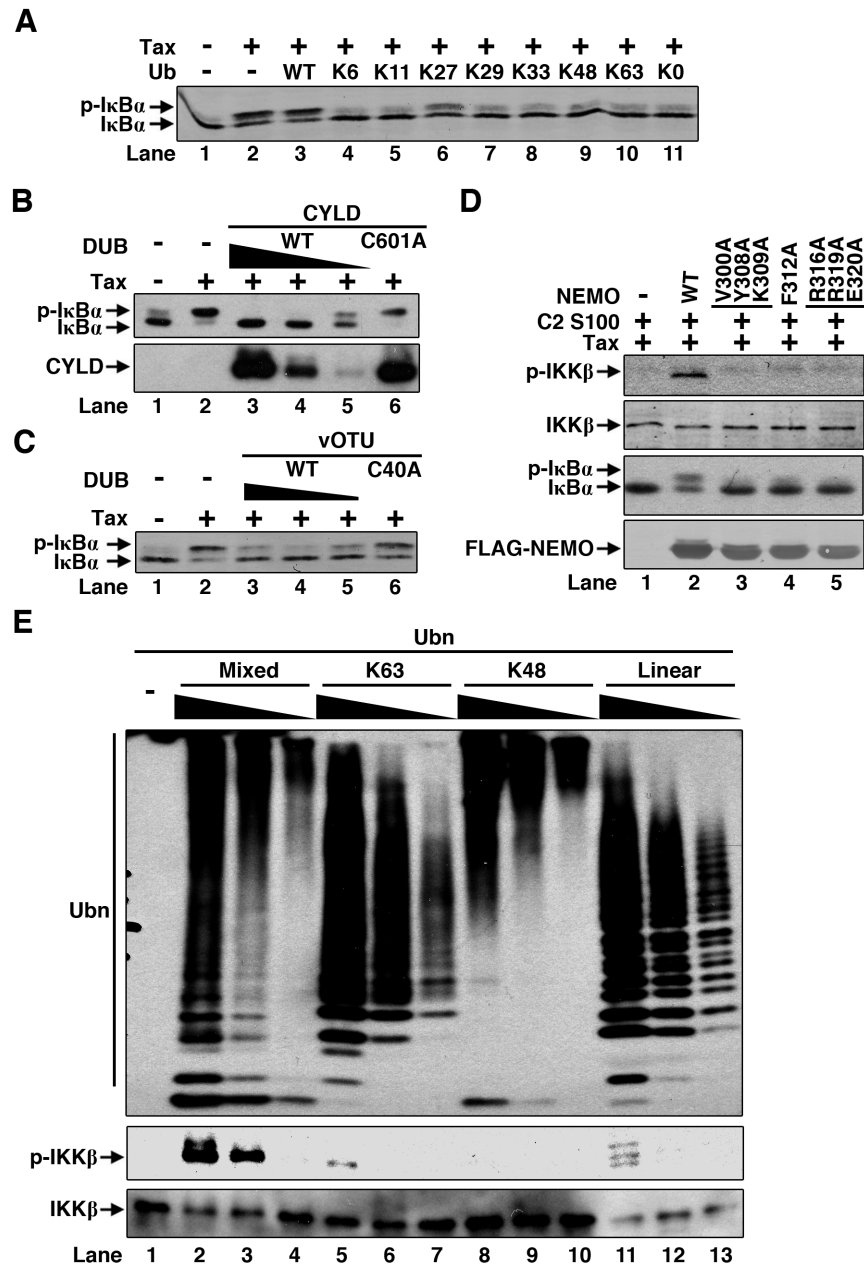 A
Tax - + + + + + + + + + +
Ub - - WT K6 K11 K27 K29 K33 K48 K63 K0
p-IκBα
IκBα
Lane 1 2 3 4 5 6 7 8 9 10 11
B
CYLD
DUB - - WT C601A
Tax - + + + + +
p-IκBα
IκBα
CYLD
Lane 1 2 3 4 5 6
C
vOTU
DUB - - WT C40A
Tax - + + + + +
p-IκBα
IκBα
Lane 1 2 3 4 5 6
D
NEMO - WT V300A Y308A K309A F312A R316A R319A E320A
C2 S100 + + + + +
Tax + + + + +
p-IKKβ
IKKβ
p-IκBα
IκBα
FLAG-NEMO
Lane 1 2 3 4 5
E
Ubn
- Mixed K63 K48 Linear
Ubn
p-IKKβ
IKKβ
Lane 1 2 3 4 5 6 7 8 9 10 11 12 13